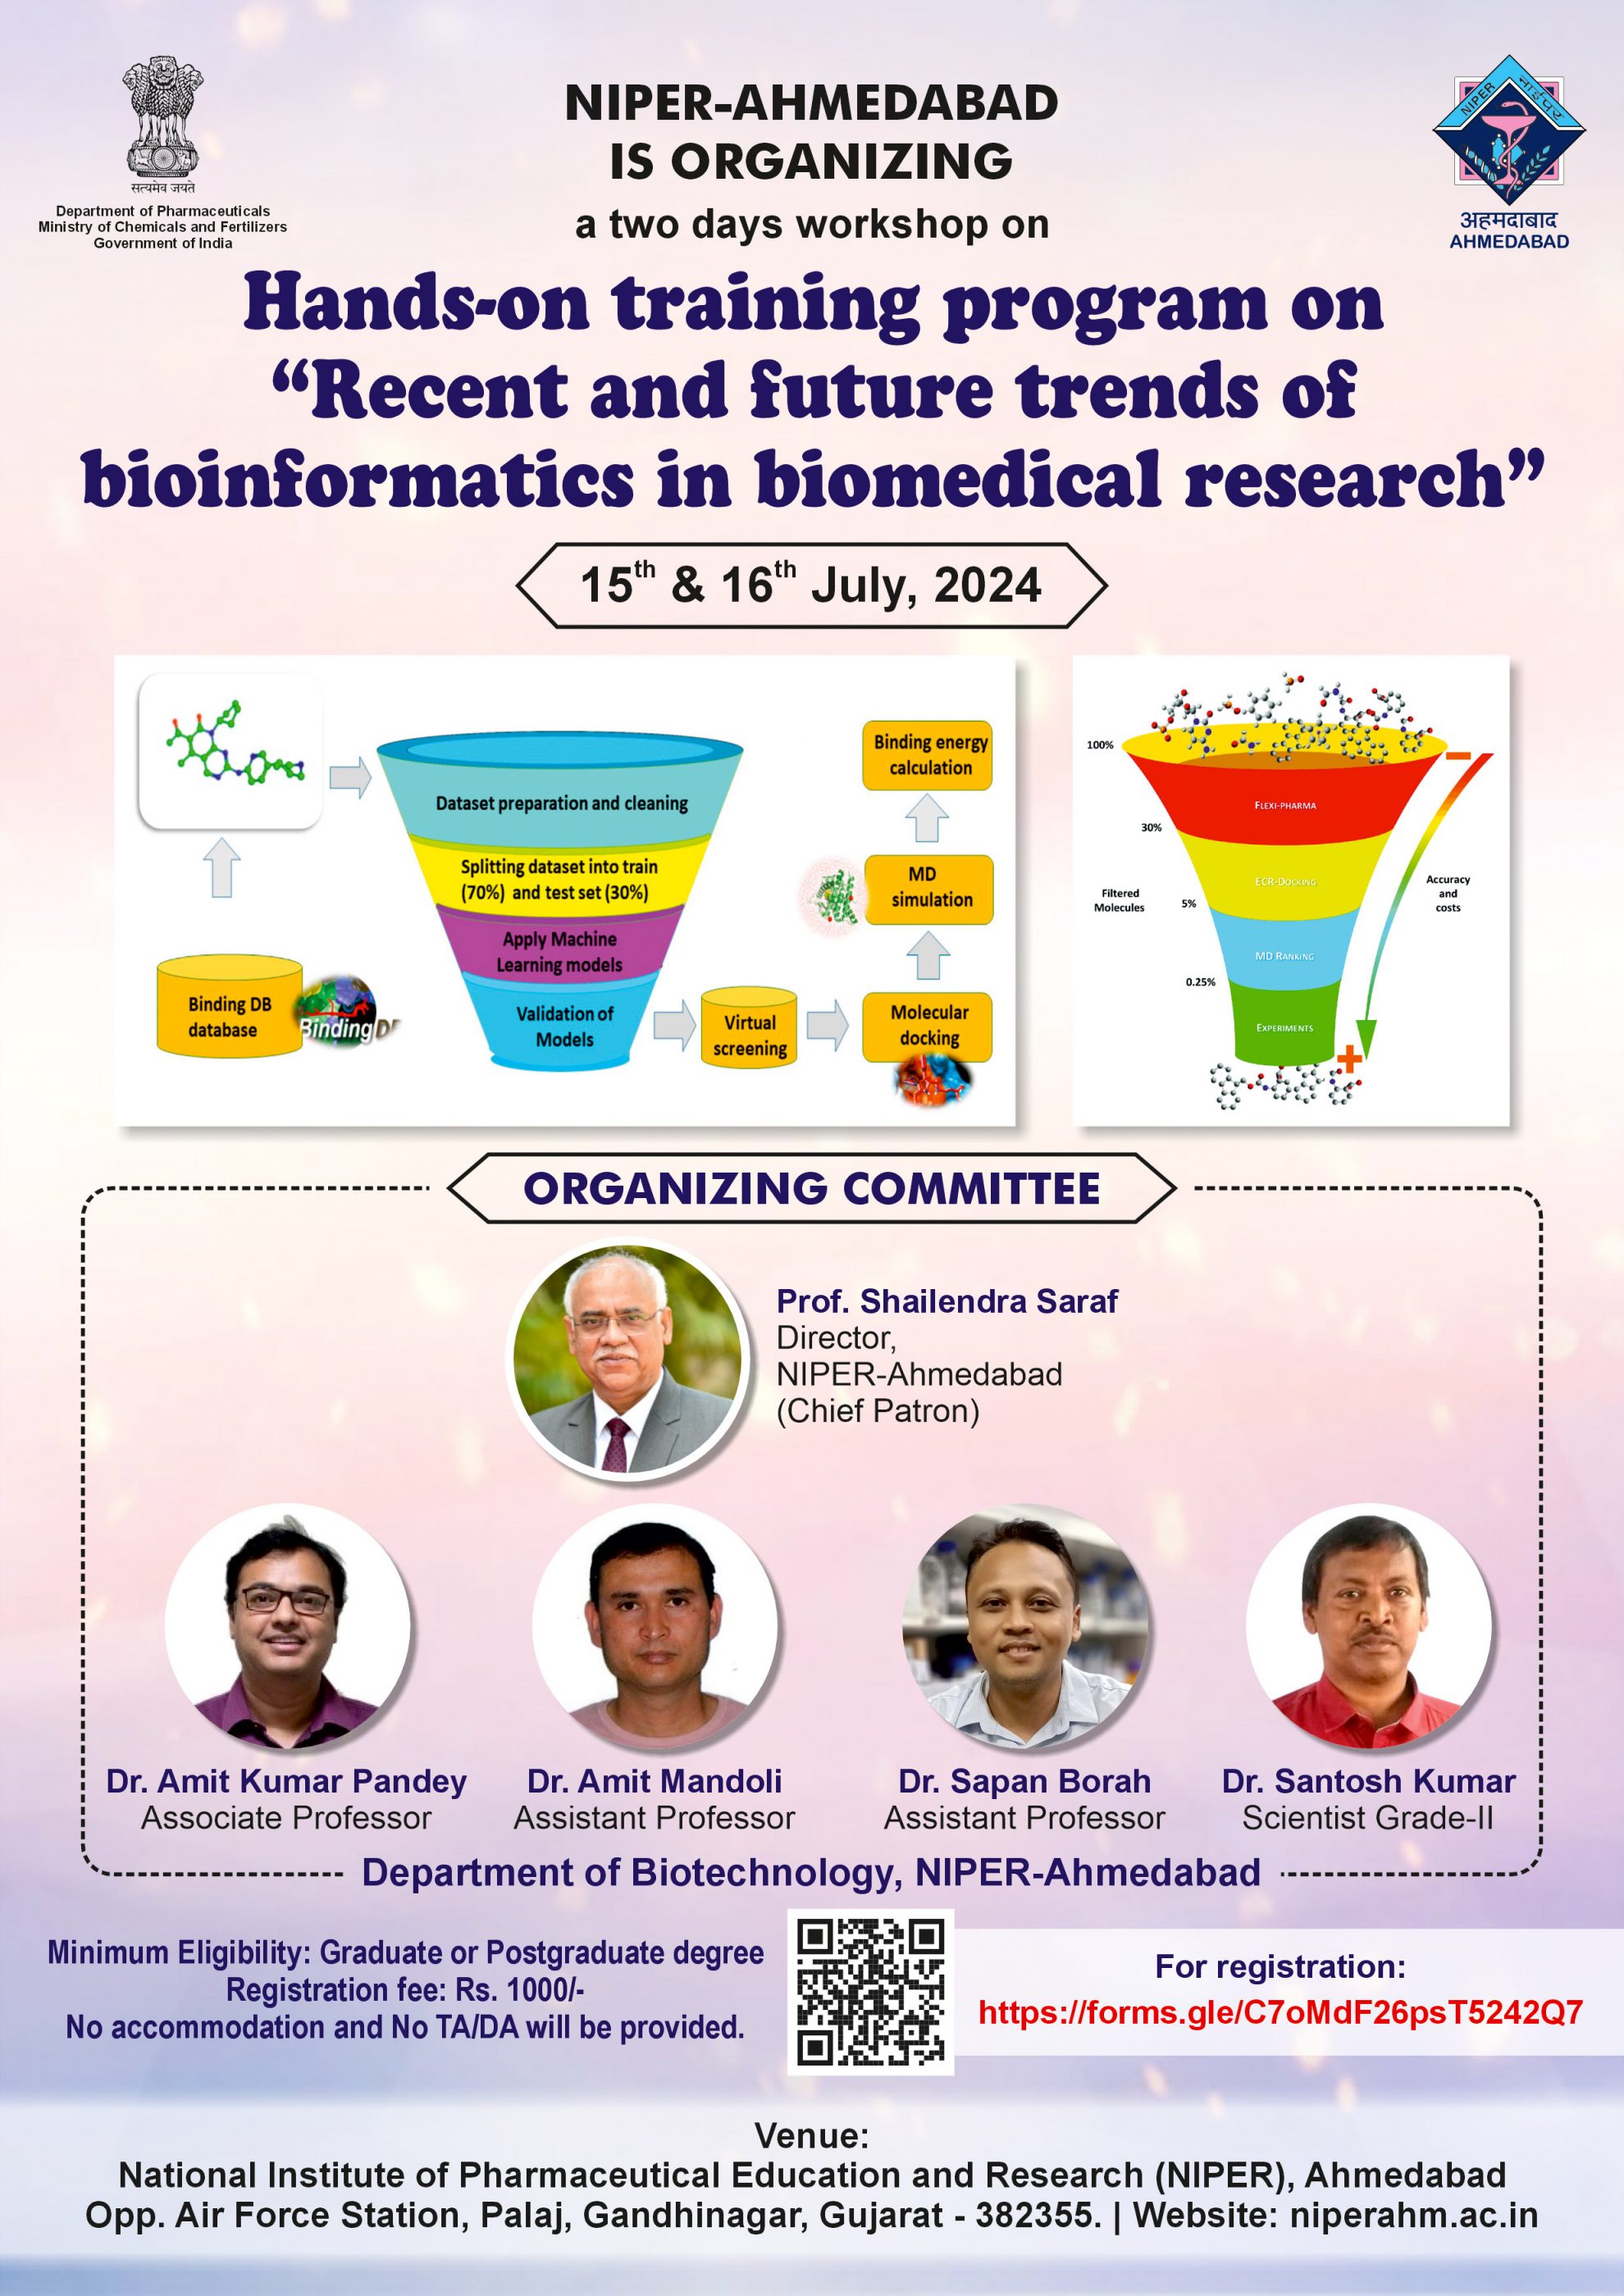 सत्यमेव जयते
Department of Pharmaceuticals
Ministry of Chemicals and Fertilizers
Government of India
NIPER-AHMEDABAD
IS ORGANIZING
a two days workshop on
NIPER नाईपर
अहमदाबाद
AHMEDABAD
Hands-on training program on
“Recent and future trends of
bioinformatics in biomedical research”
15th & 16th July, 2024
Dataset preparation and cleaning
Splitting dataset into train
(70%) and test set (30%)
Apply Machine
Learning models
Validation of
Models
Binding DB
database
BindingDB
Virtual
screening
Molecular
docking
MD
simulation
Binding energy
calculation
100%
FLEXI-PHARMA
30%
ECR-DOCKING
Filtered
Molecules
5%
MD RANKING
0.25%
EXPERIMENTS
Accuracy
and
costs
ORGANIZING COMMITTEE
Prof. Shailendra Saraf
Director,
NIPER-Ahmedabad
(Chief Patron)
Dr. Amit Kumar Pandey
Associate Professor
Dr. Amit Mandoli
Assistant Professor
Dr. Sapan Borah
Assistant Professor
Dr. Santosh Kumar
Scientist Grade-II
Department of Biotechnology, NIPER-Ahmedabad
Minimum Eligibility: Graduate or Postgraduate degree
Registration fee: Rs. 1000/-
No accommodation and No TA/DA will be provided.
For registration:
https://forms.gle/C7oMdF26psT5242Q7
Venue:
National Institute of Pharmaceutical Education and Research (NIPER), Ahmedabad
Opp. Air Force Station, Palaj, Gandhinagar, Gujarat - 382355. | Website: niperahm.ac.in